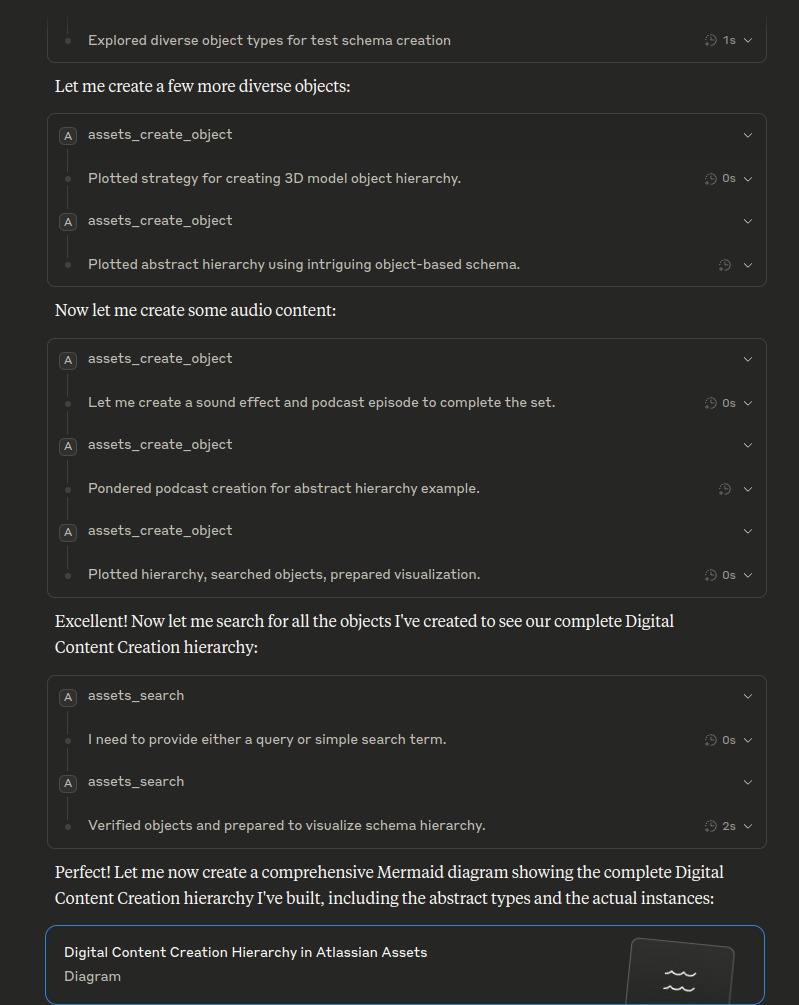 Explored diverse object types for test schema creation 1s
Let me create a few more diverse objects:
A assets_create_object
Plotted strategy for creating 3D model object hierarchy. 0s
A assets_create_object
Plotted abstract hierarchy using intriguing object-based schema.
Now let me create some audio content:
A assets_create_object
Let me create a sound effect and podcast episode to complete the set. 0s
A assets_create_object
Pondered podcast creation for abstract hierarchy example.
A assets_create_object
Plotted hierarchy, searched objects, prepared visualization. 0s
Excellent! Now let me search for all the objects I've created to see our complete Digital
Content Creation hierarchy:
A assets_search
I need to provide either a query or simple search term. 0s
A assets_search
Verified objects and prepared to visualize schema hierarchy. 2s
Perfect! Let me now create a comprehensive Mermaid diagram showing the complete Digital
Content Creation hierarchy I've built, including the abstract types and the actual instances:
Digital Content Creation Hierarchy in Atlassian Assets
Diagram